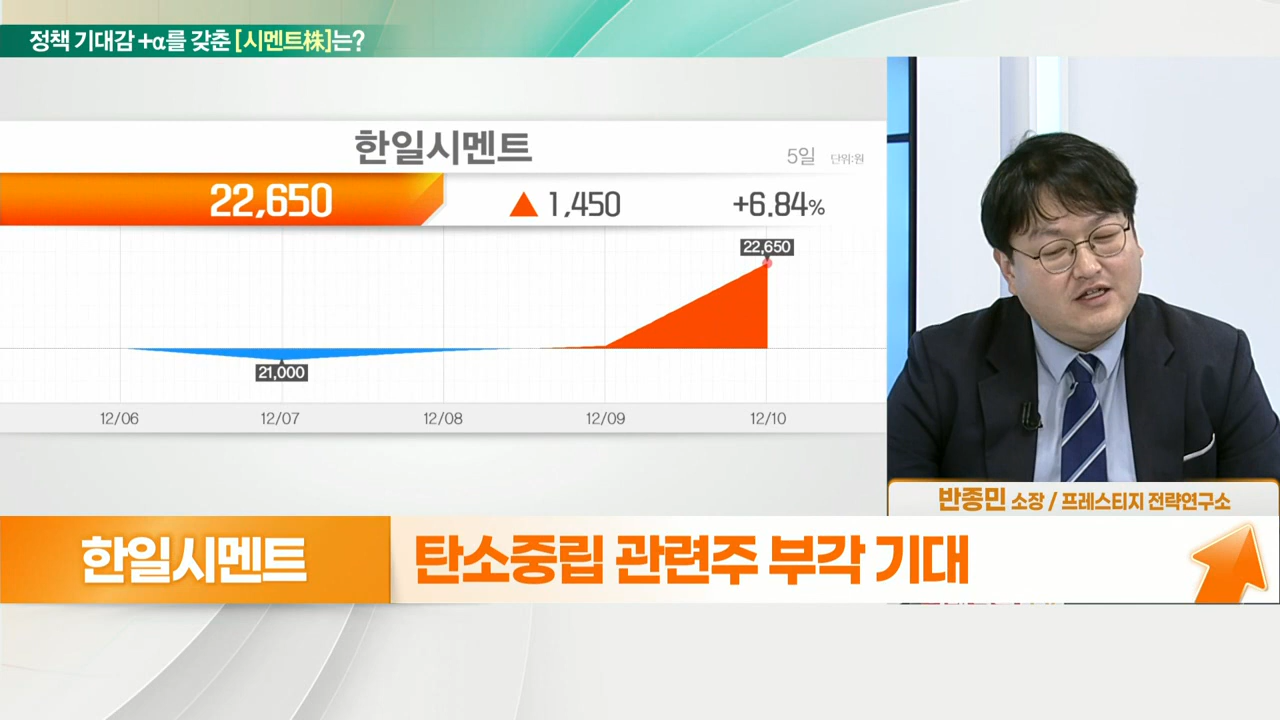 정책 기대감 +α를 갖춘 [시멘트株]는?
한일시멘트
5일 단위:원
22,650 ▲ 1,450 +6.84%
22,650
21,000
12/06 12/07 12/08 12/09 12/10
반종민 소장 / 프레스티지 전략연구소
한일시멘트 탄소중립 관련주 부각 기대